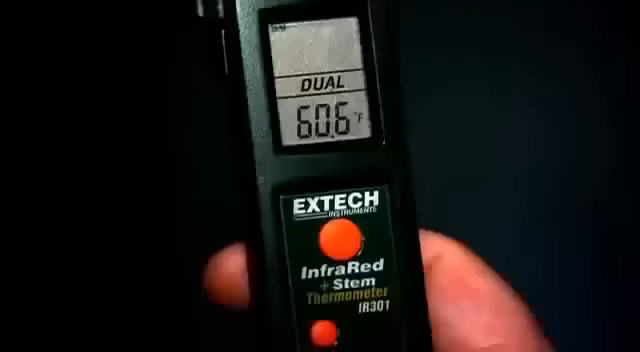 DUAL
60.6 °F
EXTECH
INSTRUMENTS
InfraRed
+ Stem
Thermometer
IR301